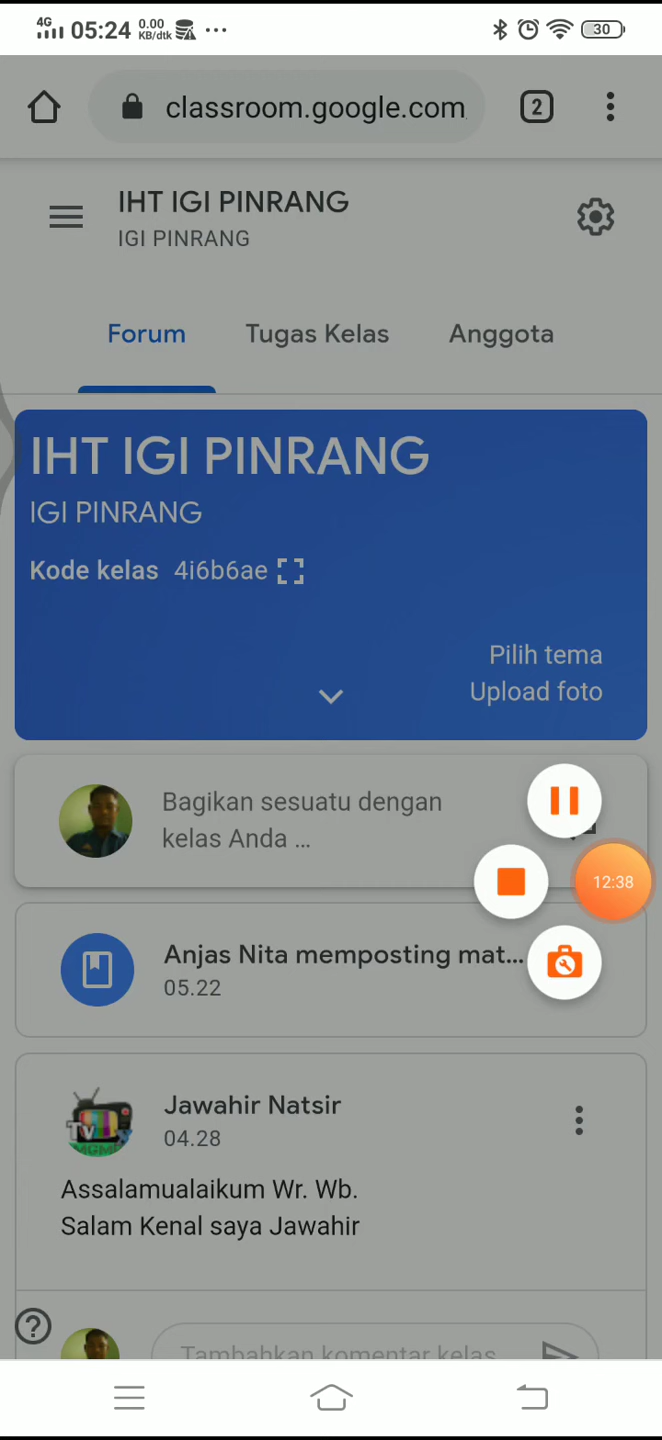 4G 05:24 0.00 KB/dtk ... 30
classroom.google.com 2
IHT IGI PINRANG
IGI PINRANG
Forum Tugas Kelas Anggota
IHT IGI PINRANG
IGI PINRANG
Kode kelas 4i6b6ae
Pilih tema
Upload foto
Bagikan sesuatu dengan
kelas Anda ...
12:38
Anjas Nita memposting mat...
05.22
Jawahir Natsir
04.28
TV
MGMP
Assalamualaikum Wr. Wb.
Salam Kenal saya Jawahir
?
Tambahkan komentar kelas